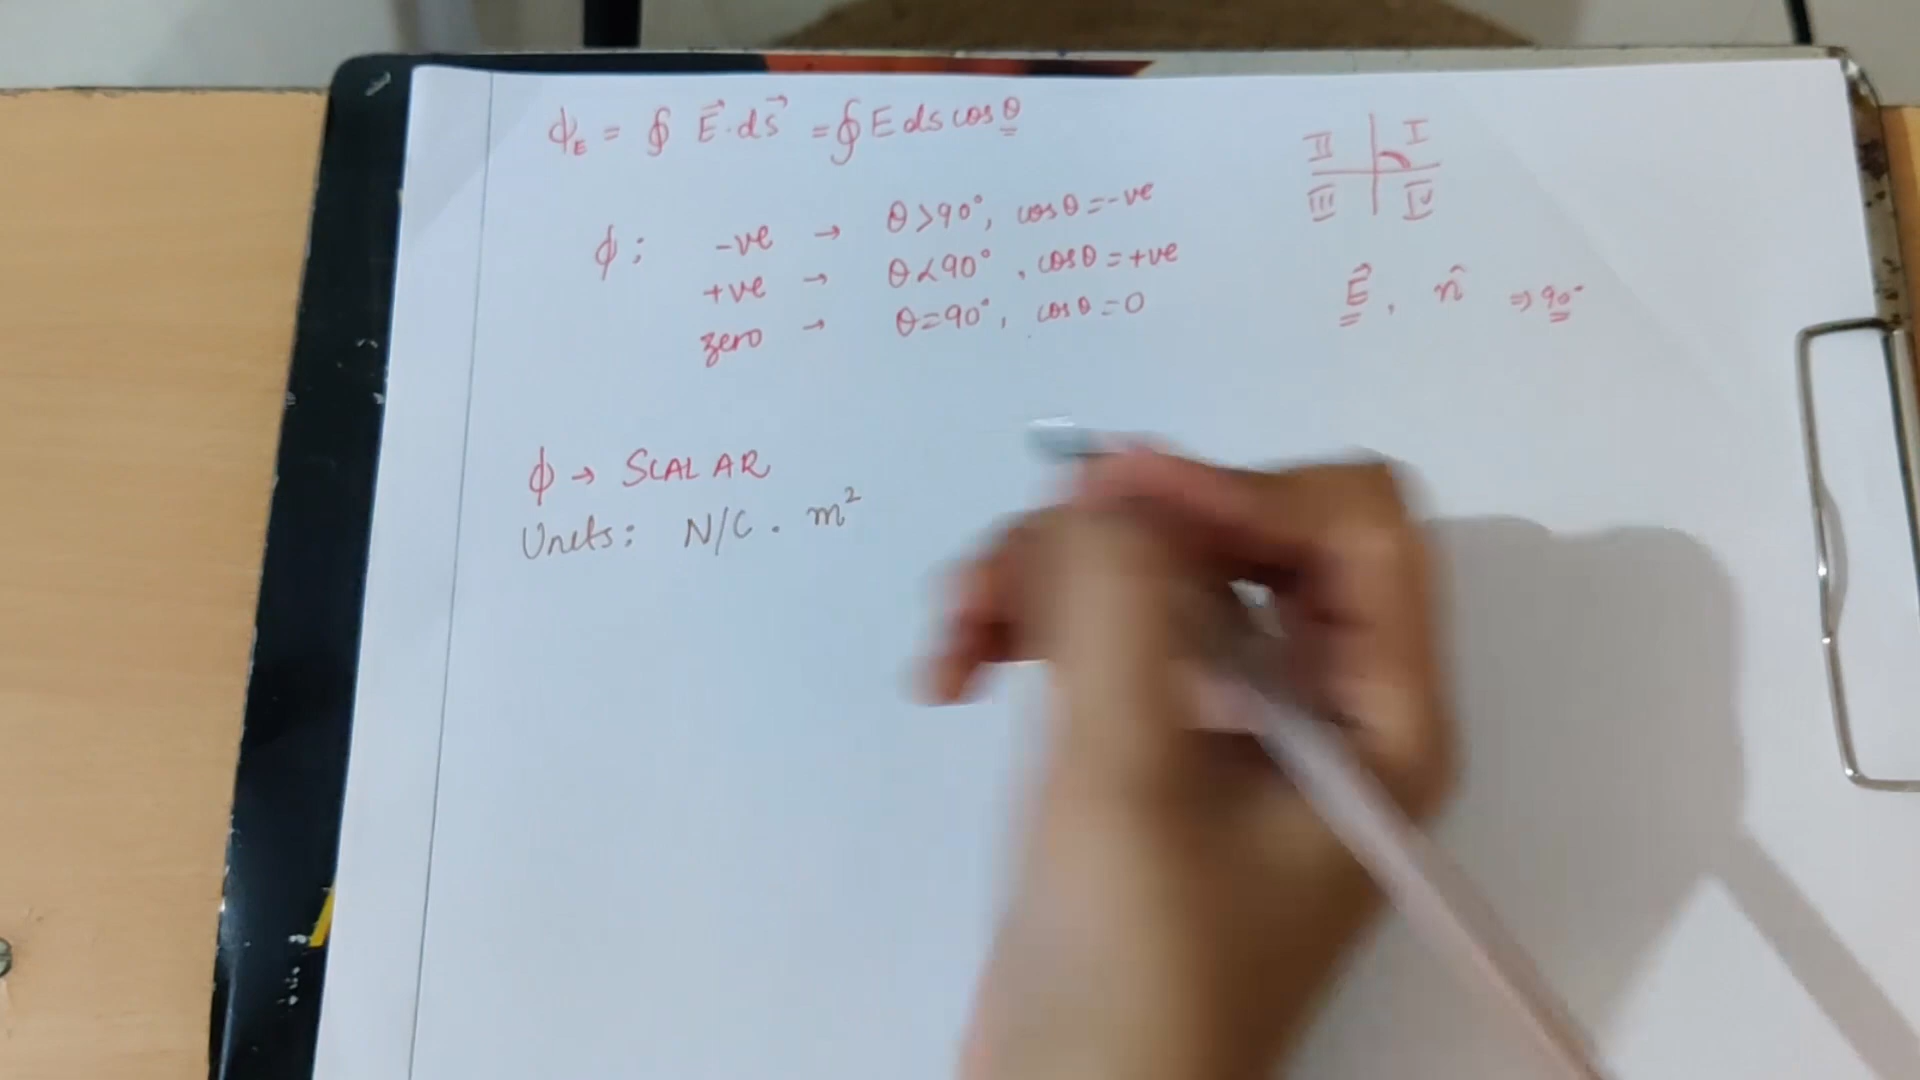 ϕ_E = ∮ E⃗·ds⃗ = ∮ E ds cos θ
II I
III IV
ϕ : -ve → θ>90°, cosθ=-ve
+ve → θ<90°, cosθ=+ve
zero → θ=90°, cosθ=0
E⃗, n̂ ⇒ 90°
ϕ → SCALAR
Units: N/C . m²